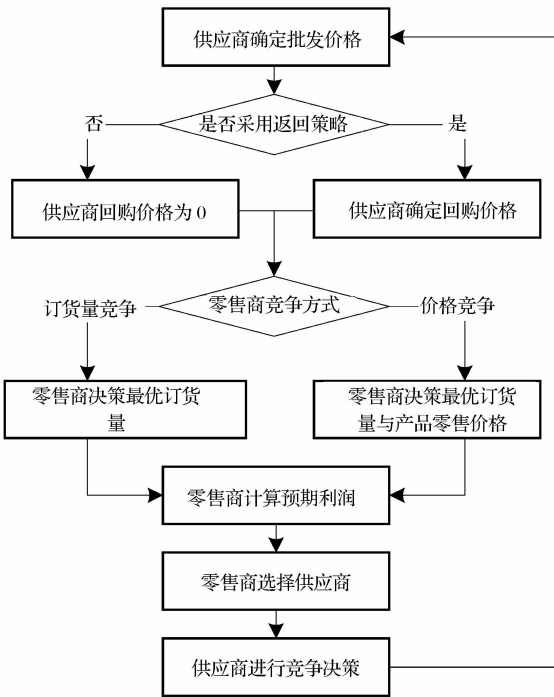 供应商确定批发价格
是否采用返回策略
否
是
供应商回购价格为 0
供应商确定回购价格
零售商竞争方式
订货量竞争
价格竞争
零售商决策最优订货
量
零售商决策最优订货
量与产品零售价格
零售商计算预期利润
零售商选择供应商
供应商进行竞争决策